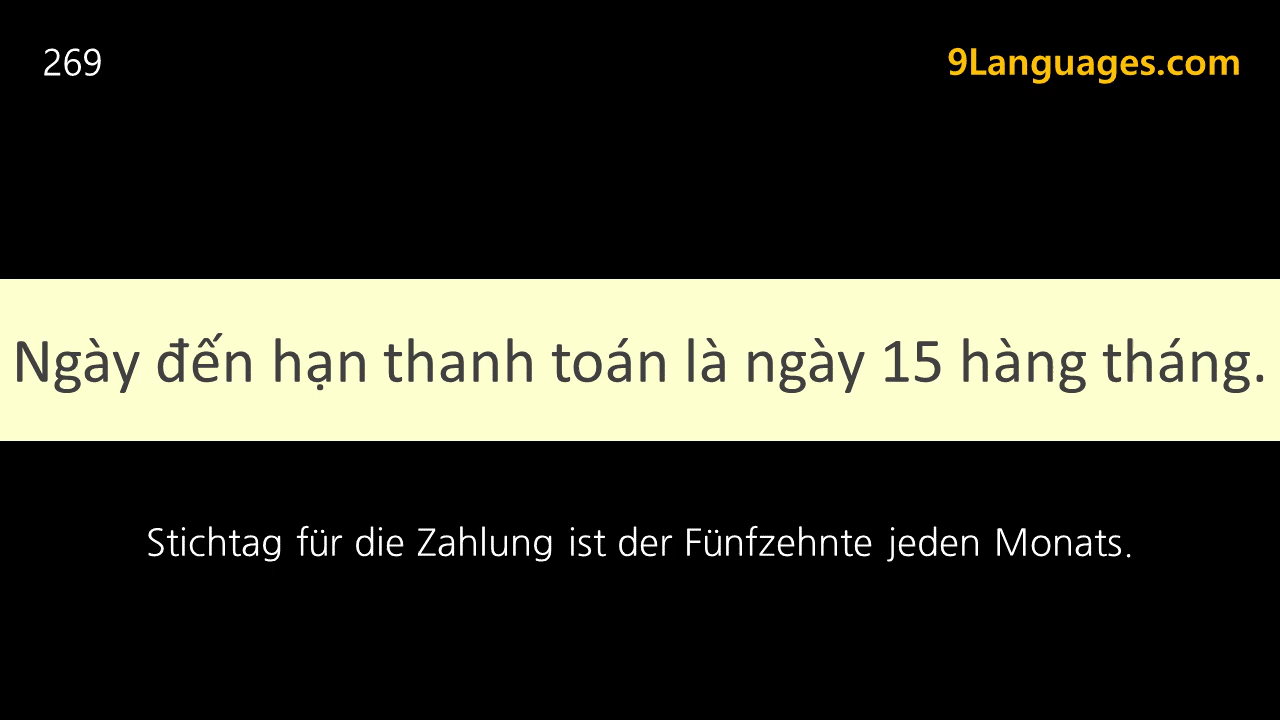 269
9Languages.com
Ngày đến hạn thanh toán là ngày 15 hàng tháng.
Stichtag für die Zahlung ist der Fünfzehnte jeden Monats.